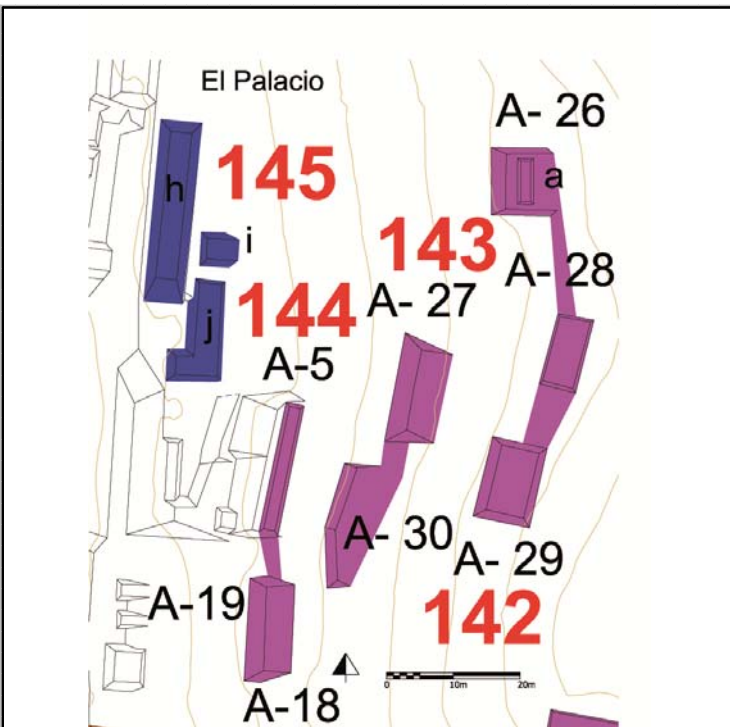 El Palacio
A- 26
h
145
a
i
143
A- 28
144
A- 27
j
A-5
A- 30
A- 29
A-19
142
0 10m 20m
A-18